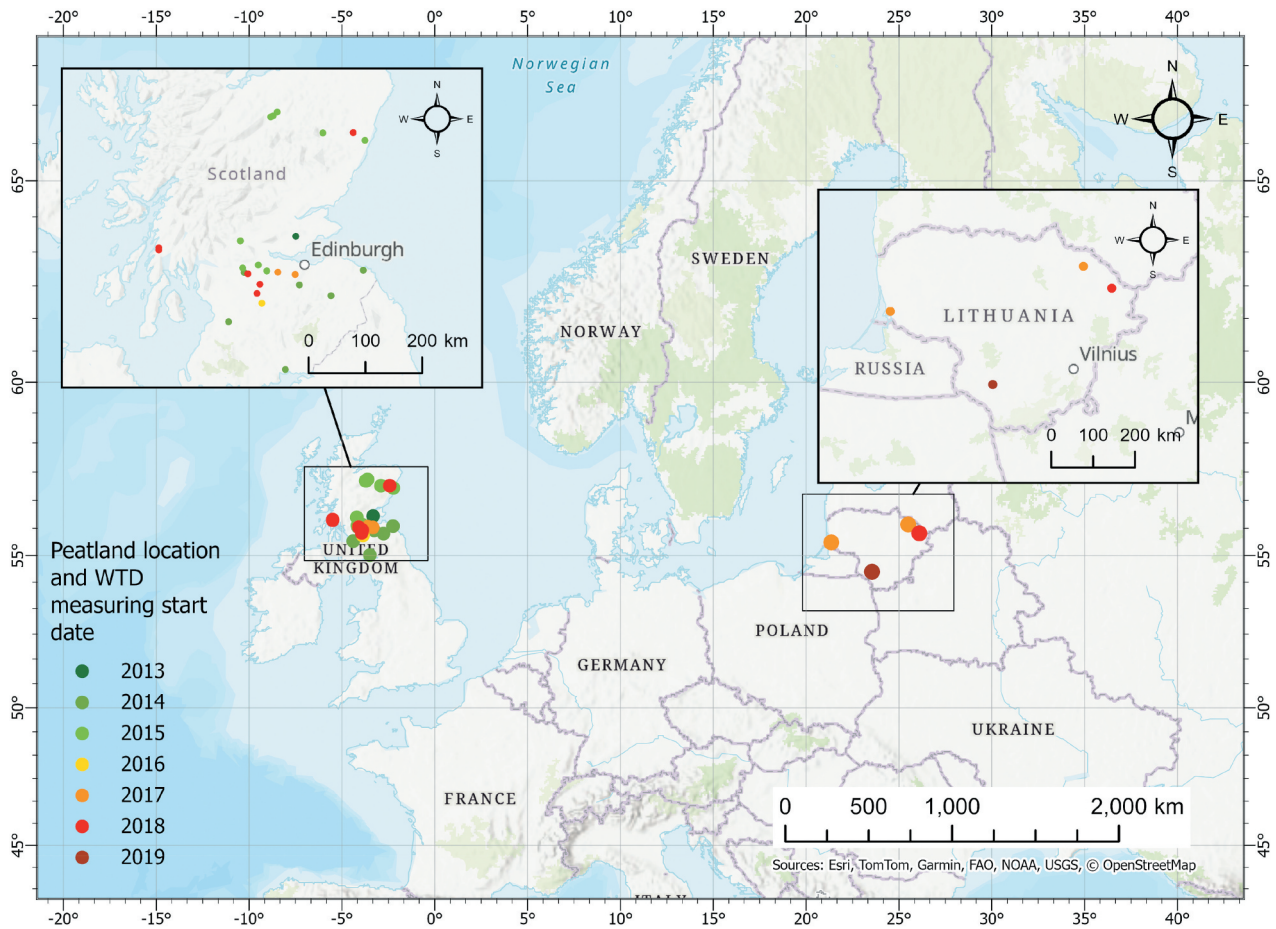 -20° -15° -10° -5° 0° 5° 10° 15° 20° 25° 30° 35° 40°
Norwegian
Sea
N
W E
S
N
W E
S
Scotland
65° 65°
N
W E
S
Edinburgh
SWEDEN
LITHUANIA
NORWAY
0 100 200 km
Vilnius
RUSSIA
60° 60°
M
0 100 200 km
55° 55°
UNITED
KINGDOM
Peatland location
and WTD
measuring start
date
POLAND
GERMANY
2013
2014
50° 50°
2015
UKRAINE
2016
2017
FRANCE
0 500 1,000 2,000 km
2018
45° 45°
2019
Sources: Esri, TomTom, Garmin, FAO, NOAA, USGS, © OpenStreetMap
ITALY
-20° -15° -10° -5° 0° 5° 10° 15° 20° 25° 30° 35° 40°